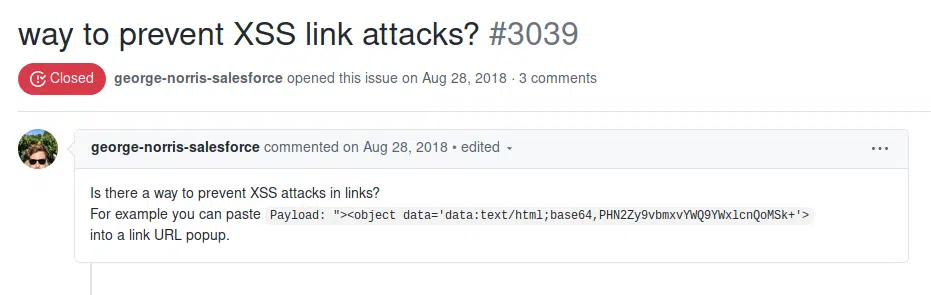 way to prevent XSS link attacks? #3039
Closed george-norris-salesforce opened this issue on Aug 28, 2018 · 3 comments
george-norris-salesforce commented on Aug 28, 2018 • edited
Is there a way to prevent XSS attacks in links?
For example you can paste Payload: "><object data='data:text/html;base64,PHN2Zy9vbmxvYWQ9YWxlcnQoMSk+'>
into a link URL popup.